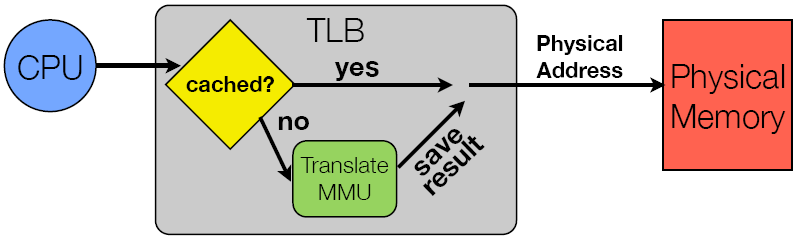 CPU
TLB
cached?
yes
no
Translate
MMU
save
result
Physical
Address
Physical
Memory